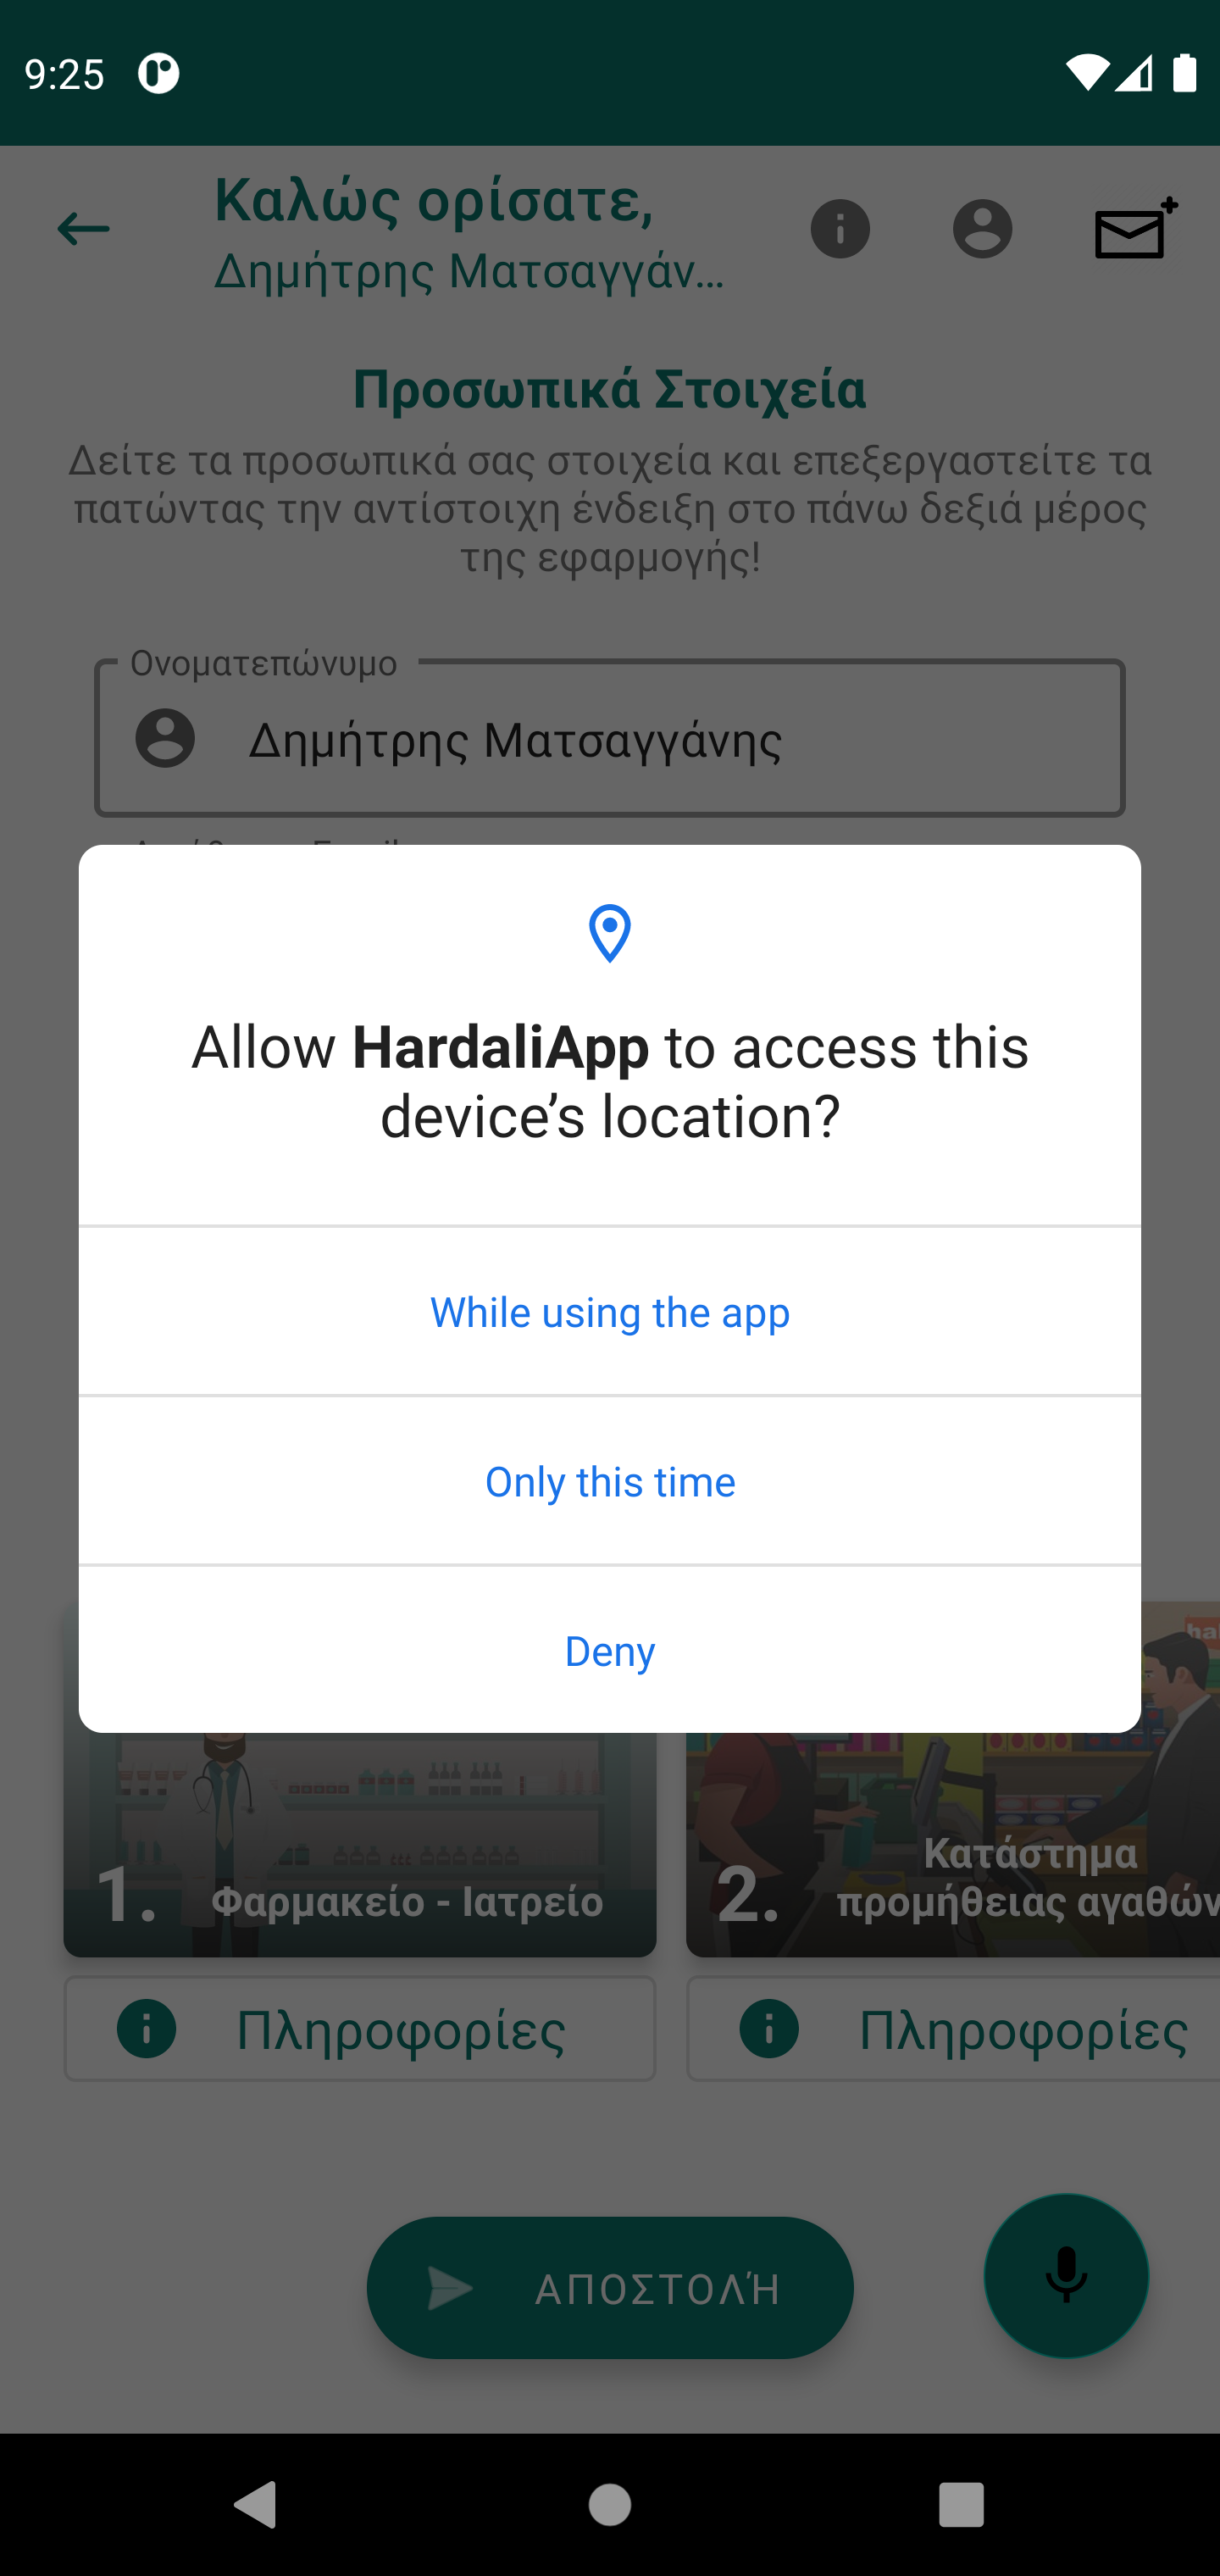 9:25
Καλώς ορίσατε,
Δημήτρης Ματσαγγάν...
Προσωπικά Στοιχεία
Δείτε τα προσωπικά σας στοιχεία και επεξεργαστείτε τα
πατώντας την αντίστοιχη ένδειξη στο πάνω δεξιά μέρος
της εφαρμογής!
Ονοματεπώνυμο
Δημήτρης Ματσαγγάνης
Allow HardaliApp to access this
device's location?
While using the app
Only this time
Deny
1. Φαρμακείο - Ιατρείο
2. Κατάστημα
προμήθειας αγαθών
Πληροφορίες
Πληροφορίες
ΑΠΟΣΤΟΛΉ